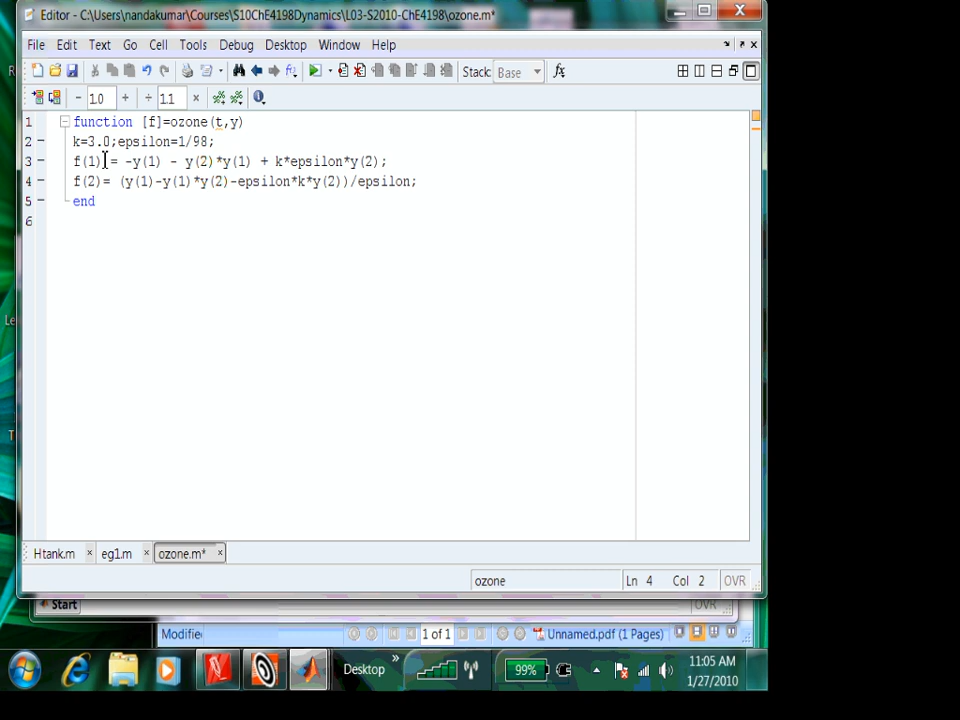 Editor - C:\Users\nandakumar\Courses\S10ChE4198Dynamics\L03-S2010-ChE4198\ozone.m*
File Edit Text Go Cell Tools Debug Desktop Window Help
Stack: Base fx
- 1.0 + ÷ 1.1 ×
1 function [f]=ozone(t,y)
2 - k=3.0;epsilon=1/98;
3 - f(1) = -y(1) - y(2)*y(1) + k*epsilon*y(2);
4 - f(2)= (y(1)-y(1)*y(2)-epsilon*k*y(2))/epsilon;
5 - end
6
Htank.m × eg1.m × ozone.m* ×
ozone Ln 4 Col 2 OVR
Start OVR
Modifie 1 of 1 Unnamed.pdf (1 Pages)
Desktop » 99% 11:05 AM
1/27/2010